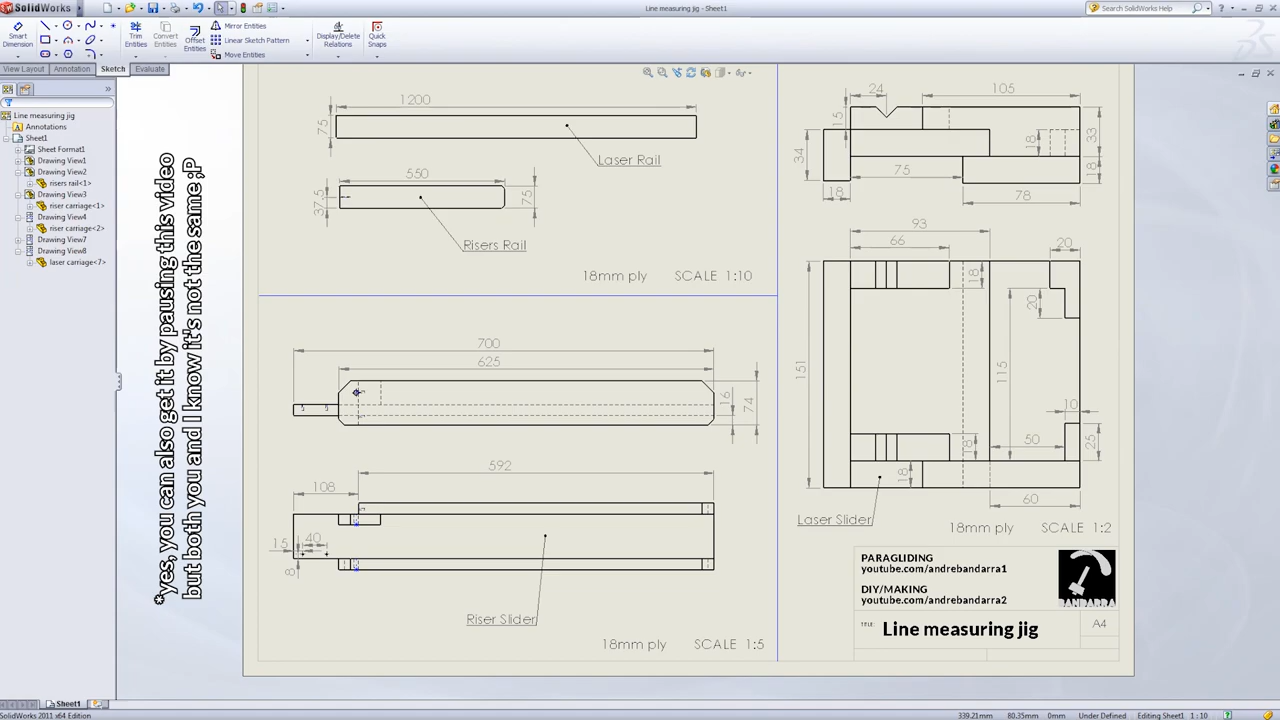 SolidWorks
Line measuring jig - Sheet1
Search SolidWorks Help
Smart Dimension
Trim Entities
Convert Entities
Offset Entities
Mirror Entities
Linear Sketch Pattern
Move Entities
Display/Delete Relations
Quick Snaps
View Layout
Annotation
Sketch
Evaluate
Line measuring jig
Annotations
Sheet1
Sheet Format1
Drawing View1
Drawing View2
risers rail<1>
Drawing View3
riser carriage<1>
Drawing View4
riser carriage<2>
Drawing View7
Drawing View8
laser carriage<7>
*yes, you can also get it by pausing this video
but both you and I know it's not the same ;P
1200
75
Laser Rail
550
37.5
75
Risers Rail
18mm ply SCALE 1:10
700
625
16
74
592
108
15
40
8
Riser Slider
18mm ply SCALE 1:5
24
105
15
34
18
33
18
75
18
78
93
66
20
18
20
151
115
10
50
25
18
18
60
Laser Slider
18mm ply SCALE 1:2
PARAGLIDING
youtube.com/andrebandarra1
DIY/MAKING
youtube.com/andrebandarra2
BANDARRA
TITLE:
Line measuring jig
A4
Sheet1
SolidWorks 2011 x64 Edition
339.21mm
80.35mm
0mm
Under Defined
Editing Sheet1
1 : 10